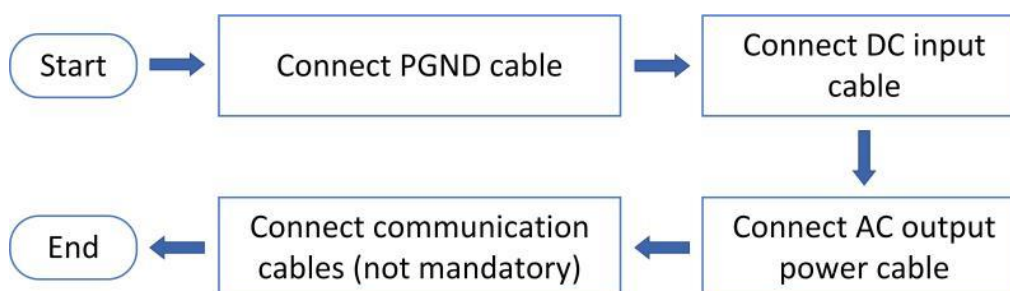 Start
Connect PGND cable
Connect DC input
cable
Connect AC output
power cable
Connect communication
cables (not mandatory)
End